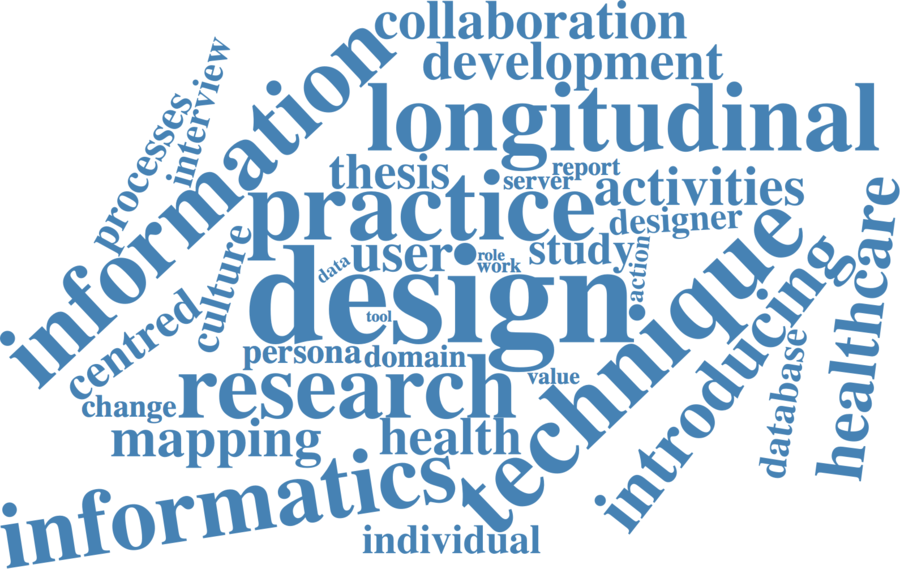 collaboration
development
information
longitudinal
interview
processes
thesis
report
server
activities
practice
designer
study
user
role
work
data
action
culture
design
technique
healthcare
introducing
tool
centred
persona
domain
database
value
research
change
mapping
health
informatics
individual